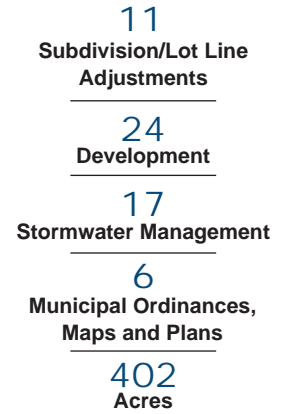 11
Subdivision/Lot Line
Adjustments
24
Development
17
Stormwater Management
6
Municipal Ordinances,
Maps and Plans
402
Acres